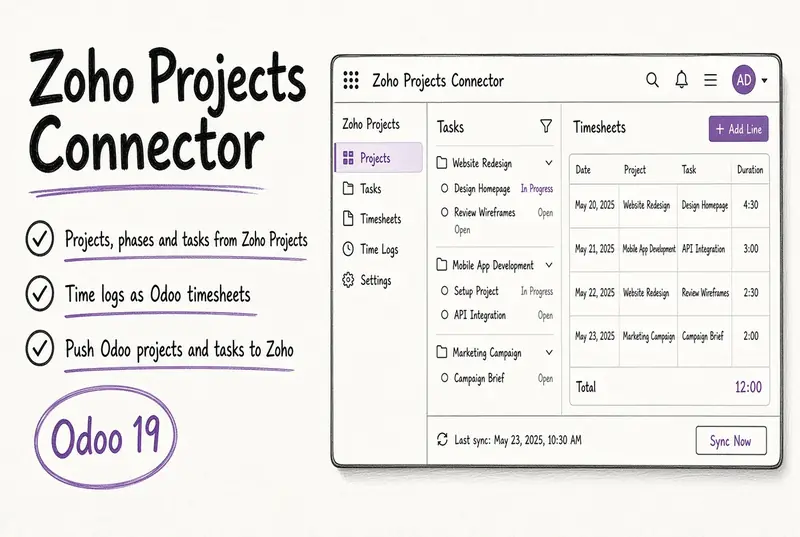 Zoho Projects
Connector
Projects, phases and tasks from Zoho Projects
Time logs as Odoo timesheets
Push Odoo projects and tasks to Zoho
Odoo 19
Zoho Projects Connector
AD
Zoho Projects
Projects
Tasks
Timesheets
Time Logs
Settings
Tasks
Website Redesign
Design Homepage In Progress
Review Wireframes Open
Open
Mobile App Development
Setup Project In Progress
API Integration Open
Marketing Campaign
Campaign Brief Open
Timesheets
+ Add Line
Date Project Task Duration
May 20, 2025 Website Redesign Design Homepage 4:30
May 21, 2025 Mobile App Development API Integration 3:00
May 22, 2025 Website Redesign Review Wireframes 2:30
May 23, 2025 Marketing Campaign Campaign Brief 2:00
Total 12:00
Last sync: May 23, 2025, 10:30 AM
Sync Now